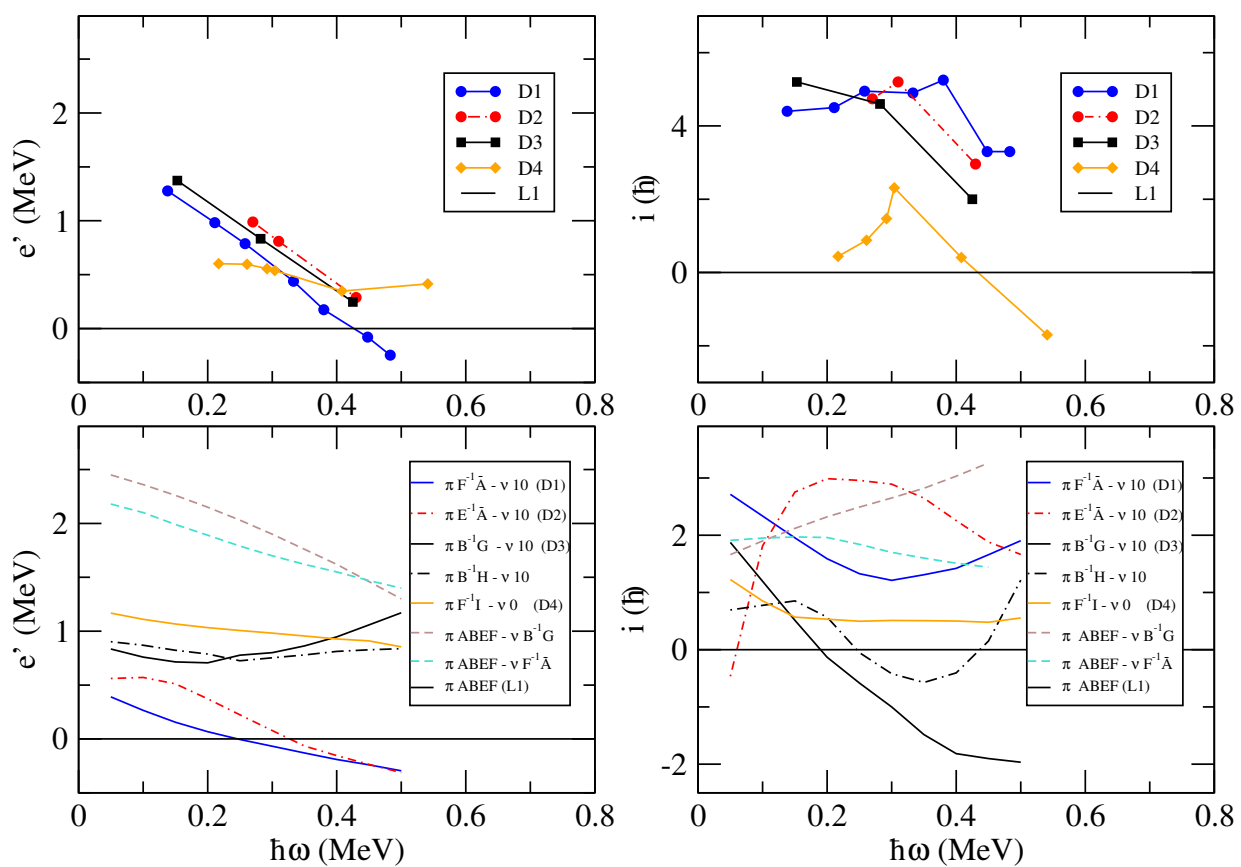 e' (MeV)
2
1
0
D1
D2
D3
D4
L1
0 0.2 0.4 0.6 0.8
i (ħ)
4
0
D1
D2
D3
D4
L1
0 0.2 0.4 0.6 0.8
e' (MeV)
2
1
0
π F⁻¹Ā - ν 10 (D1)
π E⁻¹Ā - ν 10 (D2)
π B⁻¹G - ν 10 (D3)
π B⁻¹H - ν 10
π F⁻¹I - ν 0 (D4)
π ABEF - ν B⁻¹G
π ABEF - ν F⁻¹Ā
π ABEF (L1)
0 0.2 0.4 0.6 0.8
ħω (MeV)
i (ħ)
2
0
-2
π F⁻¹Ā - ν 10 (D1)
π E⁻¹Ā - ν 10 (D2)
π B⁻¹G - ν 10 (D3)
π B⁻¹H - ν 10
π F⁻¹I - ν 0 (D4)
π ABEF - ν B⁻¹G
π ABEF - ν F⁻¹Ā
π ABEF (L1)
0 0.2 0.4 0.6 0.8
ħω (MeV)